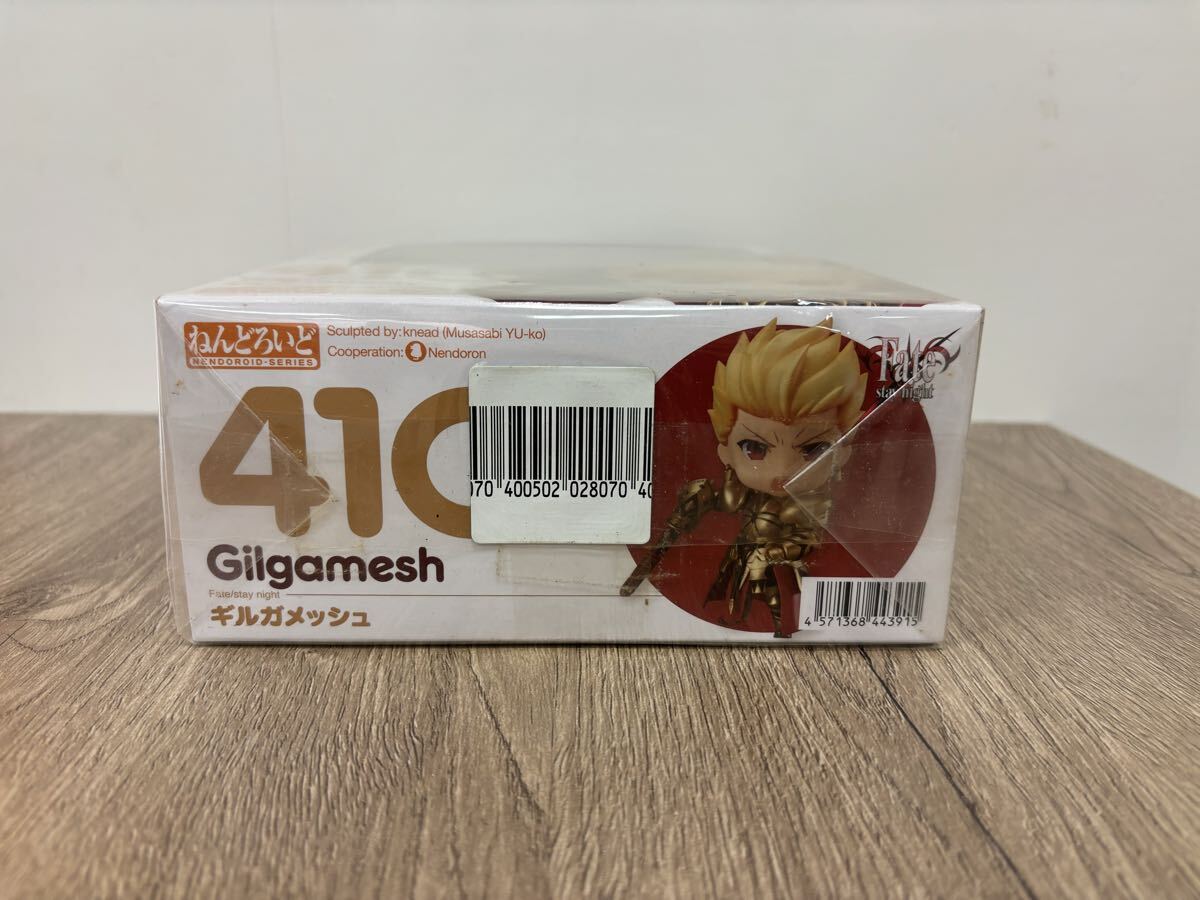 ねんどろいど
NENDOROID-SERIES
Sculpted by: knead (Musasabi YU-ko)
Cooperation: Nendoron
410
Gilgamesh
Fate/stay night
ギルガメッシュ
070 400502 028070 40
Fate
stay night
4 571368 443915